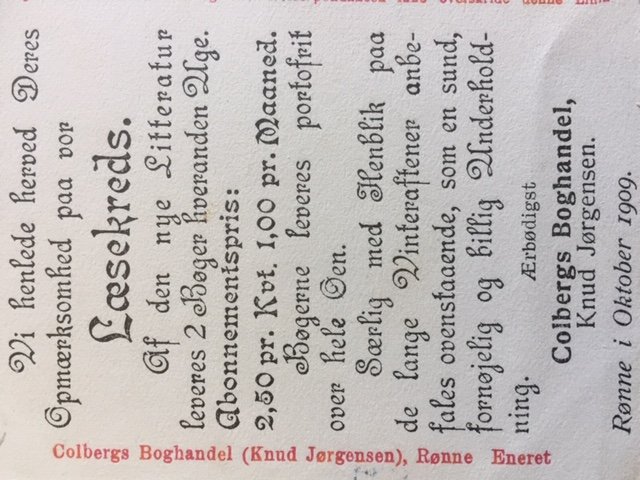 Vi henlede herved Deres
Opmærksomhed paa vor
Læsekreds.
Af den nye Litteratur
leveres 2 Bøger hveranden Uge.
Abonnementspris:
2,50 pr. Kvt. 1,00 pr. Maaned.
Bøgerne leveres portofrit
over hele Øen.
Særlig med Henblik paa
de lange Vinteraftener anbe-
fales ovenstaaende, som en sund,
fornøjelig og billig Underhold-
ning.
Ærbødigst
Colbergs Boghandel,
Knud Jørgensen.
Rønne i Oktober 1909.
Colbergs Boghandel (Knud Jørgensen), Rønne Eneret